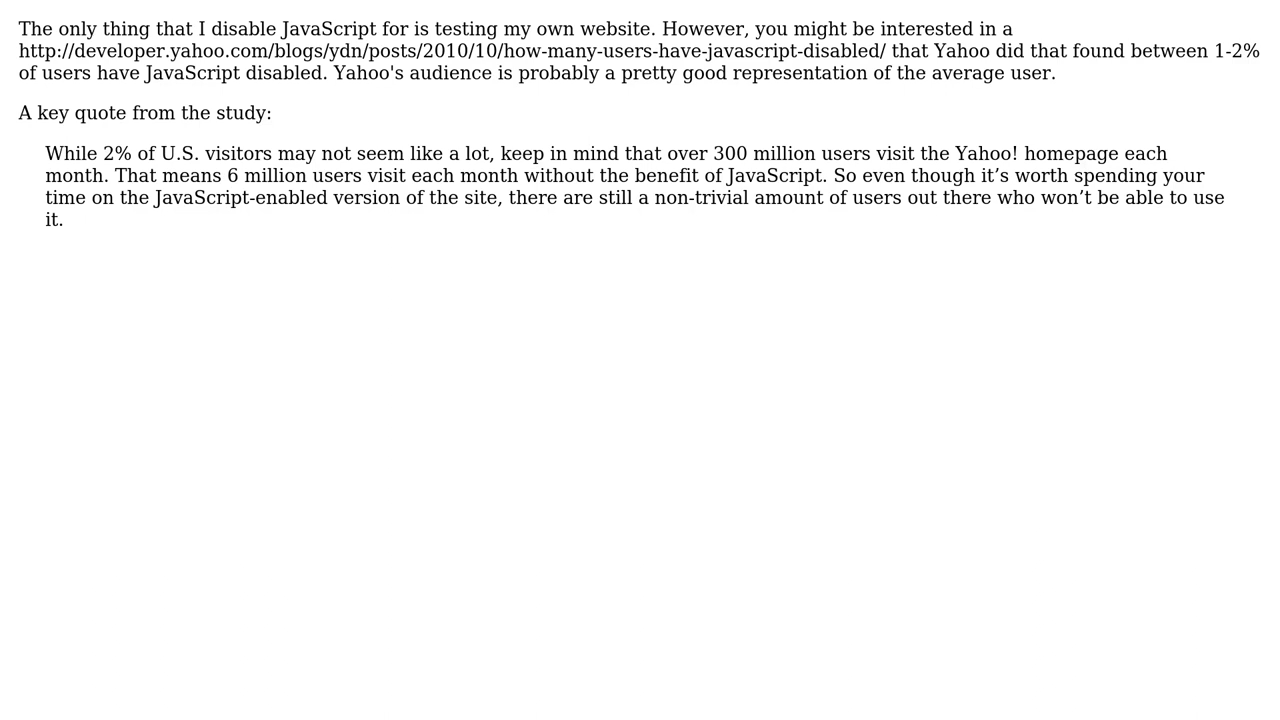 The only thing that I disable JavaScript for is testing my own website. However, you might be interested in a
http://developer.yahoo.com/blogs/ydn/posts/2010/10/how-many-users-have-javascript-disabled/ that Yahoo did that found between 1-2%
of users have JavaScript disabled. Yahoo's audience is probably a pretty good representation of the average user.
A key quote from the study:
While 2% of U.S. visitors may not seem like a lot, keep in mind that over 300 million users visit the Yahoo! homepage each
month. That means 6 million users visit each month without the benefit of JavaScript. So even though it’s worth spending your
time on the JavaScript-enabled version of the site, there are still a non-trivial amount of users out there who won’t be able to use
it.